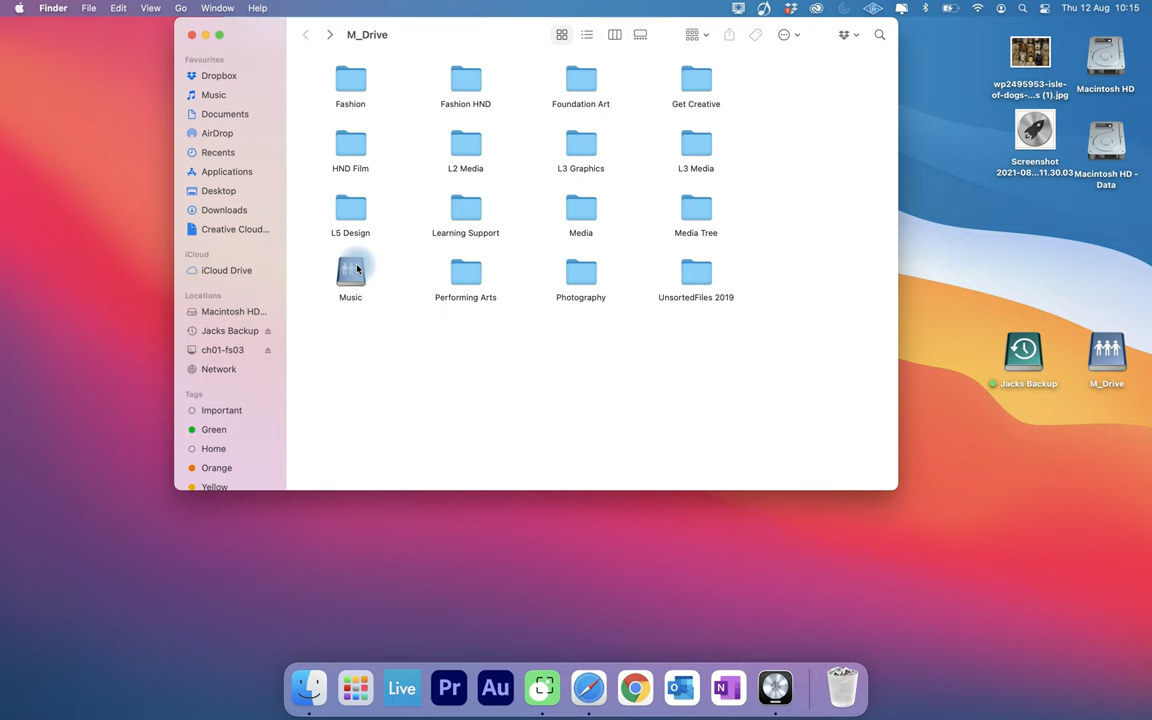 Finder File Edit View Go Window Help Thu 12 Aug 10:15
M_Drive
Favourites
Dropbox
Music
Documents
AirDrop
Recents
Applications
Desktop
Downloads
Creative Cloud...
iCloud
iCloud Drive
Locations
Macintosh HD...
Jacks Backup
ch01-fs03
Network
Tags
Important
Green
Home
Orange
Yellow
Fashion Fashion HND Foundation Art Get Creative
HND Film L2 Media L3 Graphics L3 Media
L5 Design Learning Support Media Media Tree
Music Performing Arts Photography UnsortedFiles 2019
wp2495953-isle-
of-dogs-...s (1).jpg
Macintosh HD
Screenshot
2021-08...11.30.03
Macintosh HD -
Data
Jacks Backup M_Drive
Live Pr Au